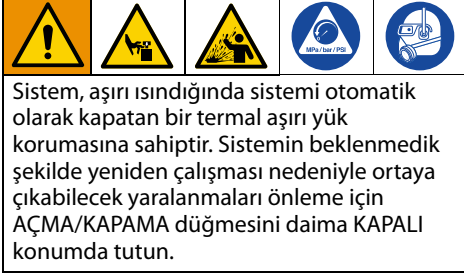 MPa / bar / PSI
Sistem, aşırı ısındığında sistemi otomatik
olarak kapatan bir termal aşırı yük
korumasına sahiptir. Sistemin beklenmedik
şekilde yeniden çalışması nedeniyle ortaya
çıkabilecek yaralanmaları önleme için
AÇMA/KAPAMA düğmesini daima KAPALI
konumda tutun.